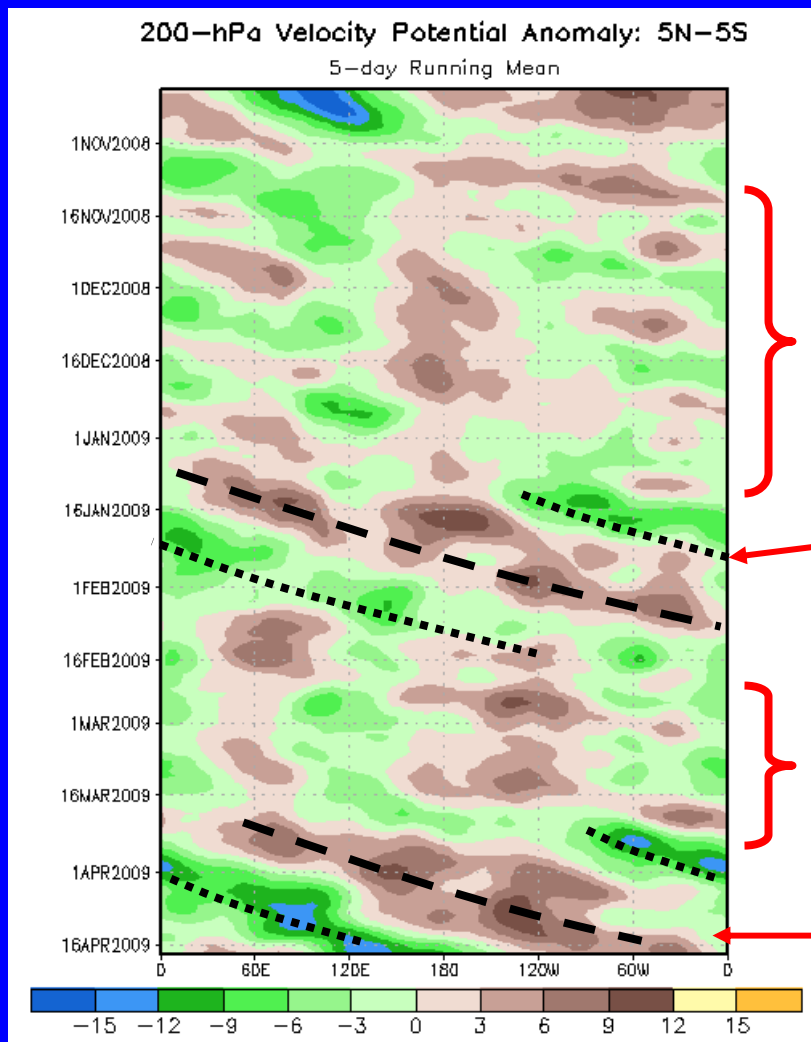 200-hPa Velocity Potential Anomaly: 5N-5S
5-day Running Mean
1NOV2008
16NOV2008
1DEC2008
16DEC2008
1JAN2009
16JAN2009
1FEB2009
16FEB2009
1MAR2009
16MAR2009
1APR2009
16APR2009
0 60E 120E 180 120W 60W 0
-15 -12 -9 -6 -3 0 3 6 9 12 15